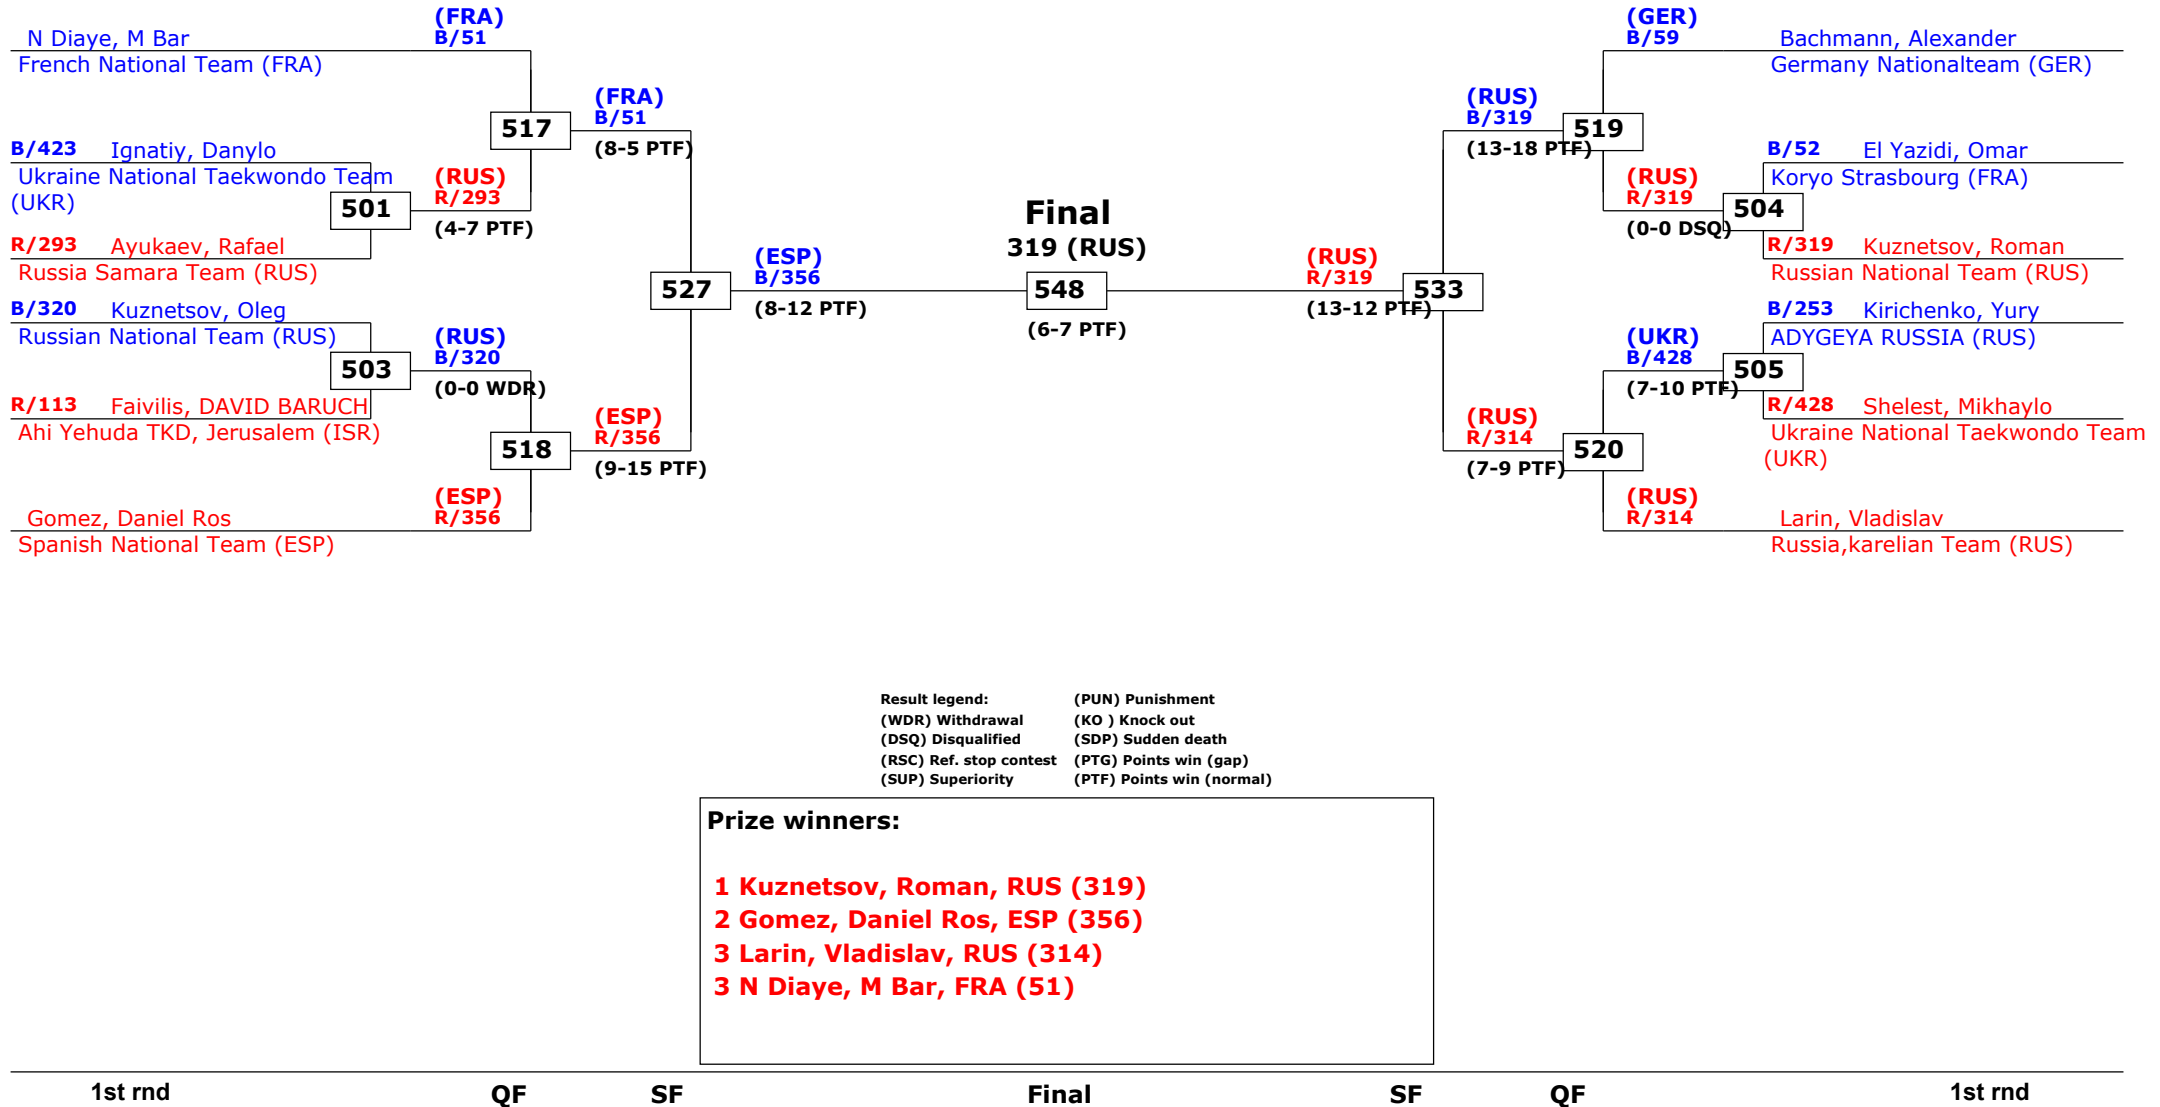 (FRA)
B/51
N Diaye, M Bar
French National Team (FRA)
517
(FRA)
B/51
(8-5 PTF)
B/423 Ignatiy, Danylo
Ukraine National Taekwondo Team
(UKR)
501
(RUS)
R/293
(4-7 PTF)
R/293 Ayukaev, Rafael
Russia Samara Team (RUS)
527
(ESP)
B/356
(8-12 PTF)
B/320 Kuznetsov, Oleg
Russian National Team (RUS)
503
(RUS)
B/320
(0-0 WDR)
R/113 Faivilis, DAVID BARUCH
Ahi Yehuda TKD, Jerusalem (ISR)
518
(ESP)
R/356
(9-15 PTF)
(ESP)
R/356
Gomez, Daniel Ros
Spanish National Team (ESP)
Final
319 (RUS)
548
(6-7 PTF)
(GER)
B/59
Bachmann, Alexander
Germany Nationalteam (GER)
(RUS)
B/319
(13-18 PTF)
519
B/52 El Yazidi, Omar
Koryo Strasbourg (FRA)
(RUS)
R/319
(0-0 DSQ)
504
R/319 Kuznetsov, Roman
Russian National Team (RUS)
(RUS)
R/319
(13-12 PTF)
533
B/253 Kirichenko, Yury
ADYGEYA RUSSIA (RUS)
(UKR)
B/428
(7-10 PTF)
505
R/428 Shelest, Mikhaylo
Ukraine National Taekwondo Team
(UKR)
(RUS)
R/314
(7-9 PTF)
520
(RUS)
R/314
Larin, Vladislav
Russia,karelian Team (RUS)
Result legend: (PUN) Punishment
(WDR) Withdrawal (KO ) Knock out
(DSQ) Disqualified (SDP) Sudden death
(RSC) Ref. stop contest (PTG) Points win (gap)
(SUP) Superiority (PTF) Points win (normal)
Prize winners:
1 Kuznetsov, Roman, RUS (319)
2 Gomez, Daniel Ros, ESP (356)
3 Larin, Vladislav, RUS (314)
3 N Diaye, M Bar, FRA (51)
1st rnd QF SF Final SF QF 1st rnd